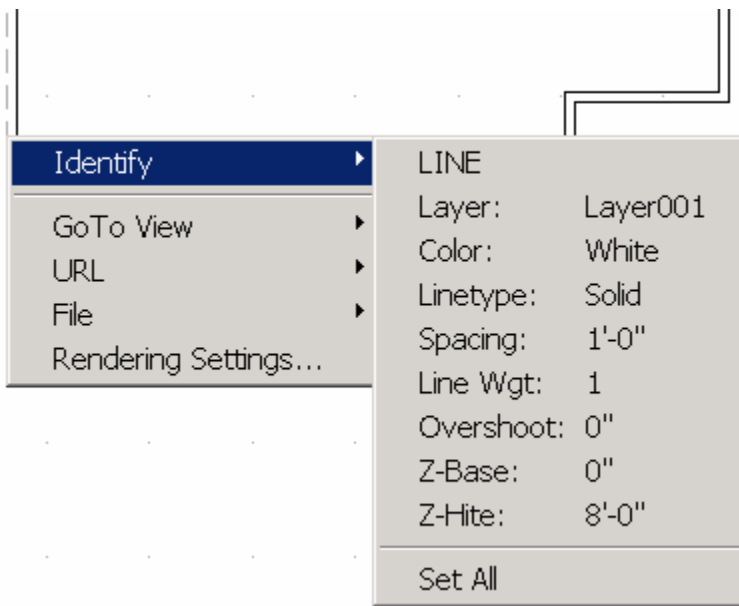 Identify
GoTo View
URL
File
Rendering Settings...
LINE
Layer: Layer001
Color: White
Linetype: Solid
Spacing: 1'-0"
Line Wgt: 1
Overshoot: 0"
Z-Base: 0"
Z-Hite: 8'-0"
Set All